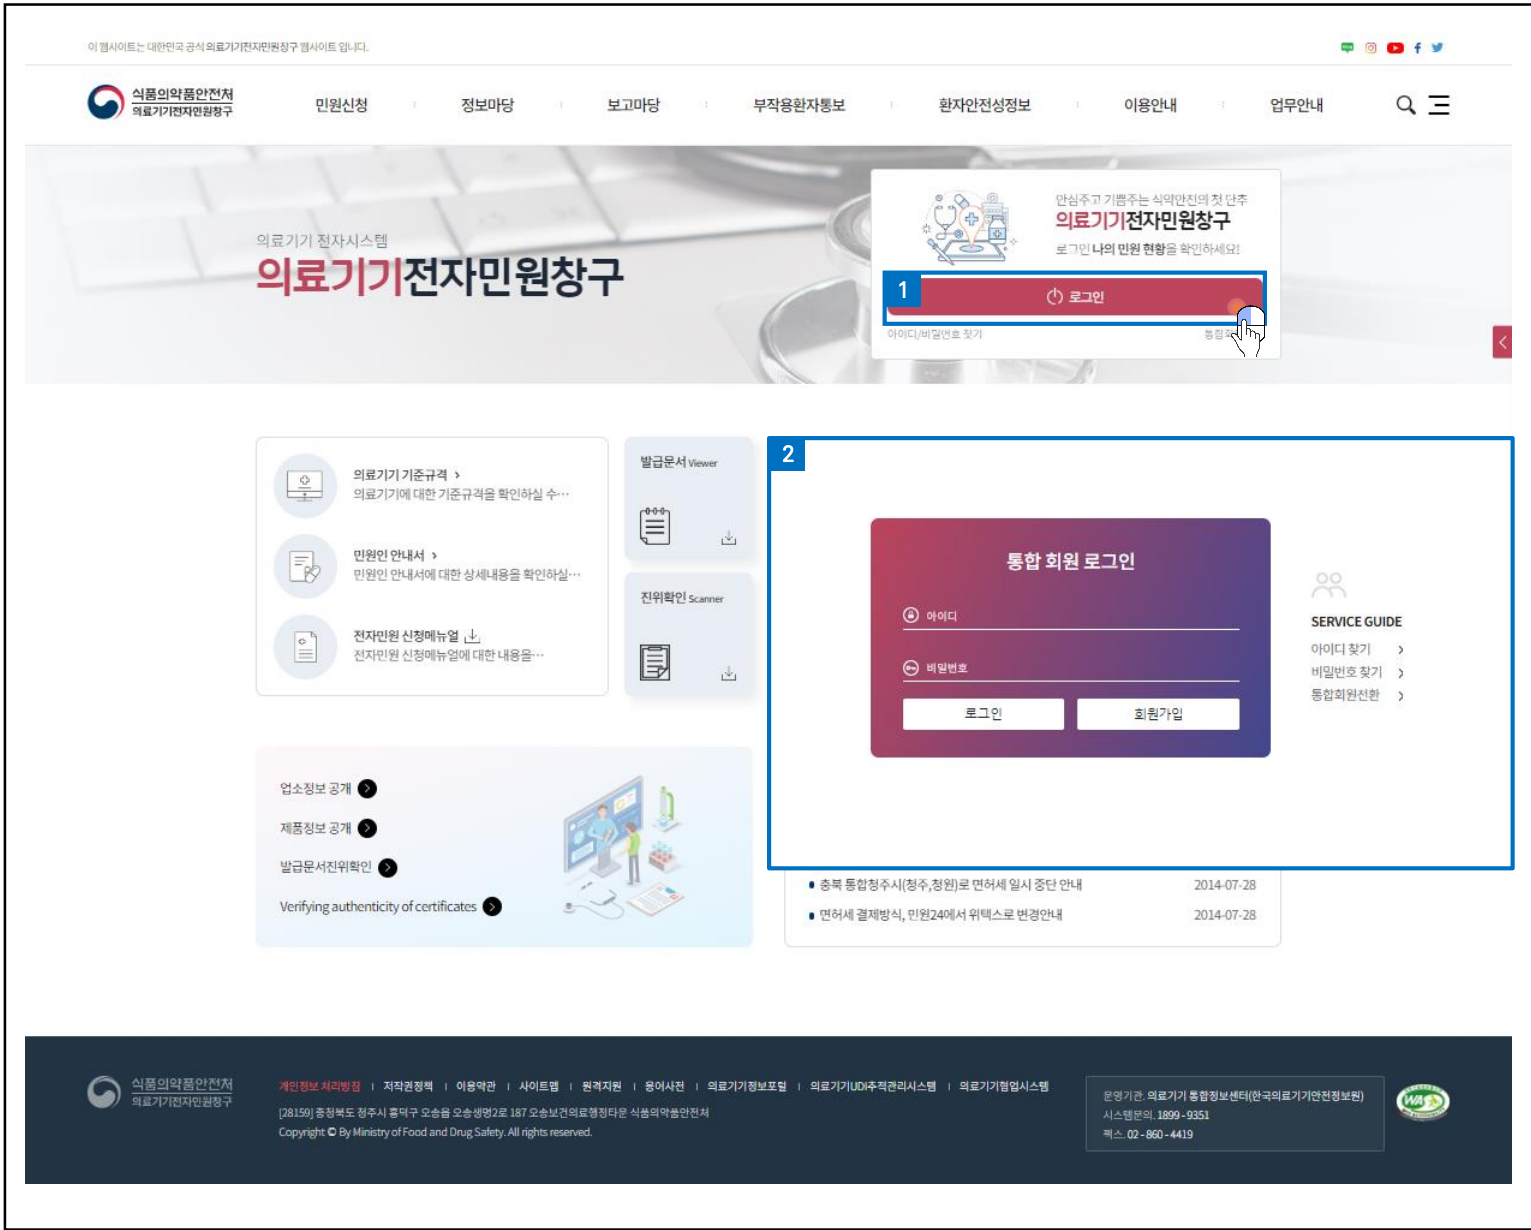 이 웹사이트는 대한민국 공식 의료기기전자민원창구 웹사이트 입니다.
식품의약품안전처
의료기기전자민원창구
민원신청
정보마당
보고마당
부작용환자통보
환자안전성정보
이용안내
업무안내
의료기기 전자시스템
의료기기전자민원창구
안심주고 기쁨주는 식약안전의 첫 단추
의료기기전자민원창구
로그인 나의 민원 현황을 확인하세요!
1
로그인
아이디/비밀번호 찾기
통합
의료기기 기준규격 >
의료기기에 대한 기준규격을 확인하실 수…
민원인 안내서 >
민원인 안내서에 대한 상세내용을 확인하실…
전자민원 신청메뉴얼
전자민원 신청메뉴얼에 대한 내용을…
발급문서 Viewer
진위확인 Scanner
2
통합 회원 로그인
아이디
비밀번호
로그인 회원가입
SERVICE GUIDE
아이디 찾기 >
비밀번호 찾기 >
통합회원전환 >
업소정보 공개
제품정보 공개
발급문서진위확인
Verifying authenticity of certificates
충북 통합청주시(청주,청원)로 면허세 일시 중단 안내 2014-07-28
면허세 결제방식, 민원24에서 위택스로 변경안내 2014-07-28
식품의약품안전처
의료기기전자민원창구
개인정보 처리방침 | 저작권정책 | 이용약관 | 사이트맵 | 원격지원 | 용어사전 | 의료기기정보포털 | 의료기기UDI추적관리시스템 | 의료기기협업시스템
[28159] 충청북도 청주시 흥덕구 오송읍 오송생명2로 187 오송보건의료행정타운 식품의약품안전처
Copyright © By Ministry of Food and Drug Safety. All rights reserved.
운영기관. 의료기기 통합정보센터(한국의료기기안전정보원)
시스템문의. 1899 - 9351
팩스. 02 - 860 - 4419
WA